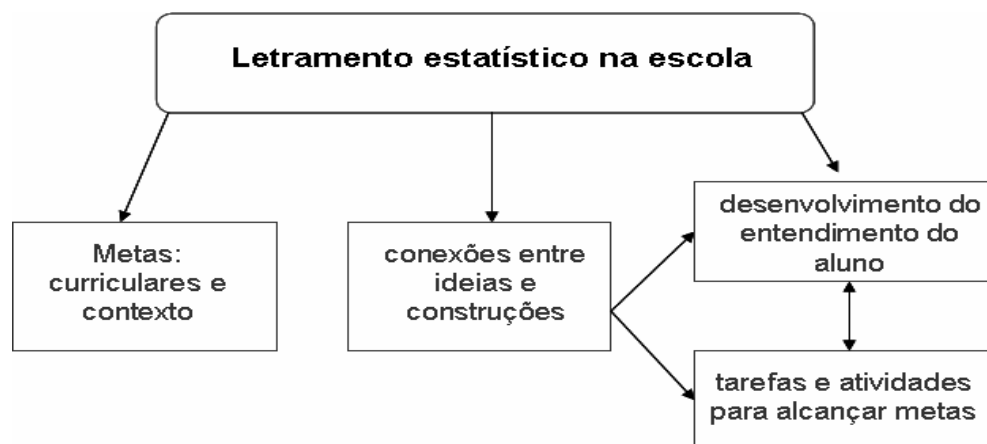 Letramento estatístico na escola
Metas:
curriculares e
contexto
conexões entre
ideias e
construções
desenvolvimento do
entendimento do
aluno
tarefas e atividades
para alcançar metas